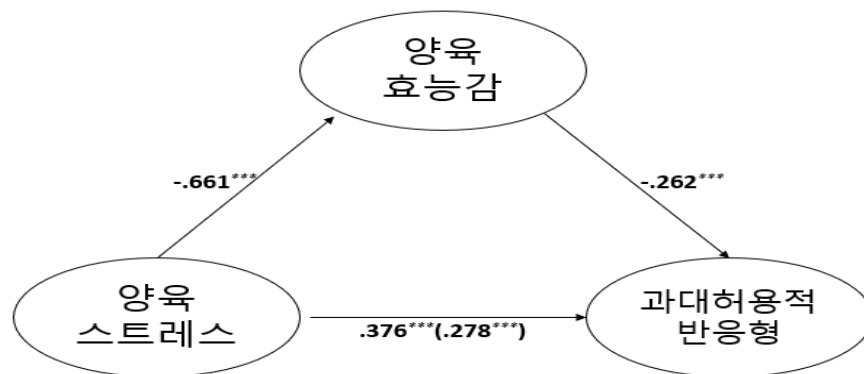 양육
효능감
-.661***
-.262***
양육
스트레스
.376***(.278***)
과대허용적
반응형